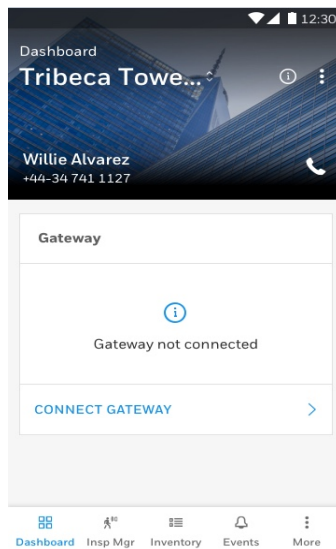 12:30
Dashboard
Tribeca Towe...
Willie Alvarez
+44-34 741 1127
Gateway
Gateway not connected
CONNECT GATEWAY
Dashboard Insp Mgr Inventory Events More